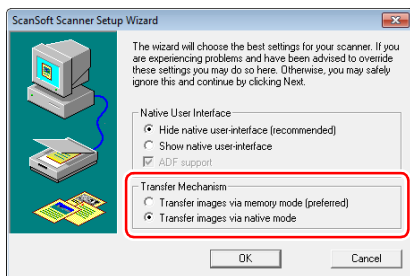 ScanSoft Scanner Setup Wizard
The wizard will choose the best settings for your scanner. If you
are experiencing problems and have been advised to override
these settings you may do so here. Otherwise, you may safely
ignore this and continue by clicking Next.
Native User Interface
Hide native user-interface (recommended)
Show native user-interface
ADF support
Transfer Mechanism
Transfer images via memory mode (preferred)
Transfer images via native mode
OK
Cancel